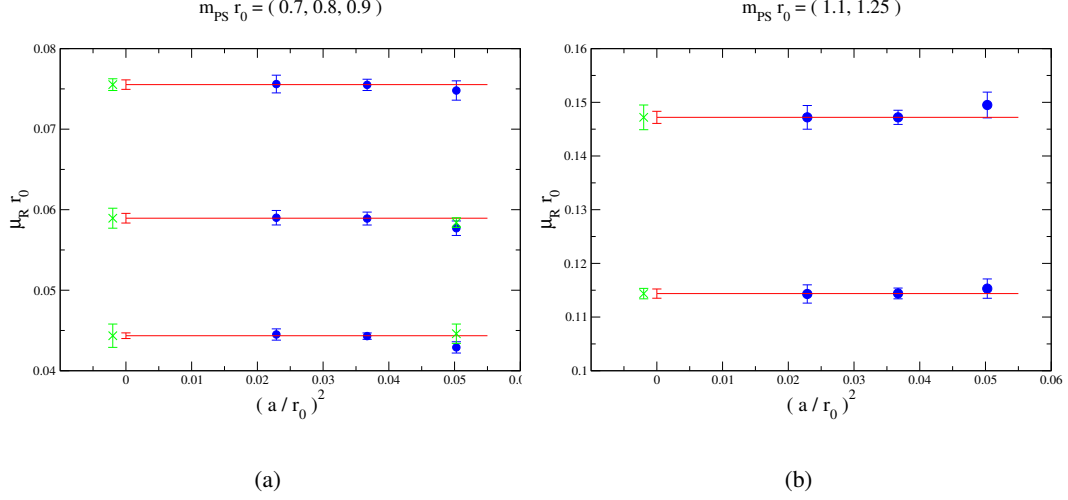 m_PS r_0 = ( 0.7, 0.8, 0.9 )
0.08
0.07
0.06
0.05
0.04
μ_R r_0
0 0.01 0.02 0.03 0.04 0.05
( a / r_0 )^2
(a)
m_PS r_0 = ( 1.1, 1.25 )
0.16
0.15
0.14
0.13
0.12
0.11
0.1
μ_R r_0
0 0.01 0.02 0.03 0.04 0.05 0.06
( a / r_0 )^2
(b)